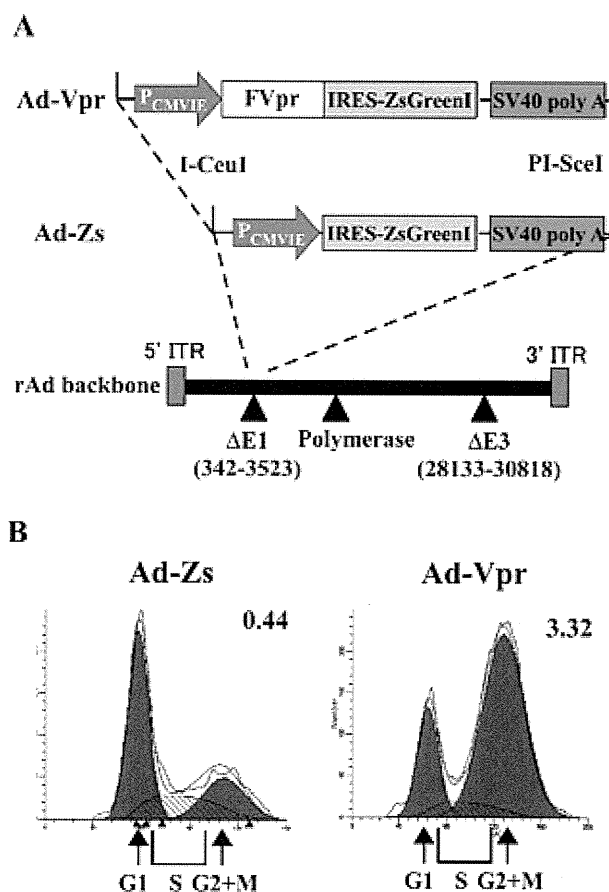 A
Ad-Vpr
PCMVIE
FVpr
IRES-ZsGreenI
SV40 poly A
I-CeuI
PI-SceI
Ad-Zs
PCMVIE
IRES-ZsGreenI
SV40 poly A
5' ITR
3' ITR
rAd backbone
ΔE1
Polymerase
ΔE3
(342-3523)
(28133-30818)
B
Ad-Zs
Ad-Vpr
0.44
3.32
Number
G1
S
G2+M
G1
S
G2+M